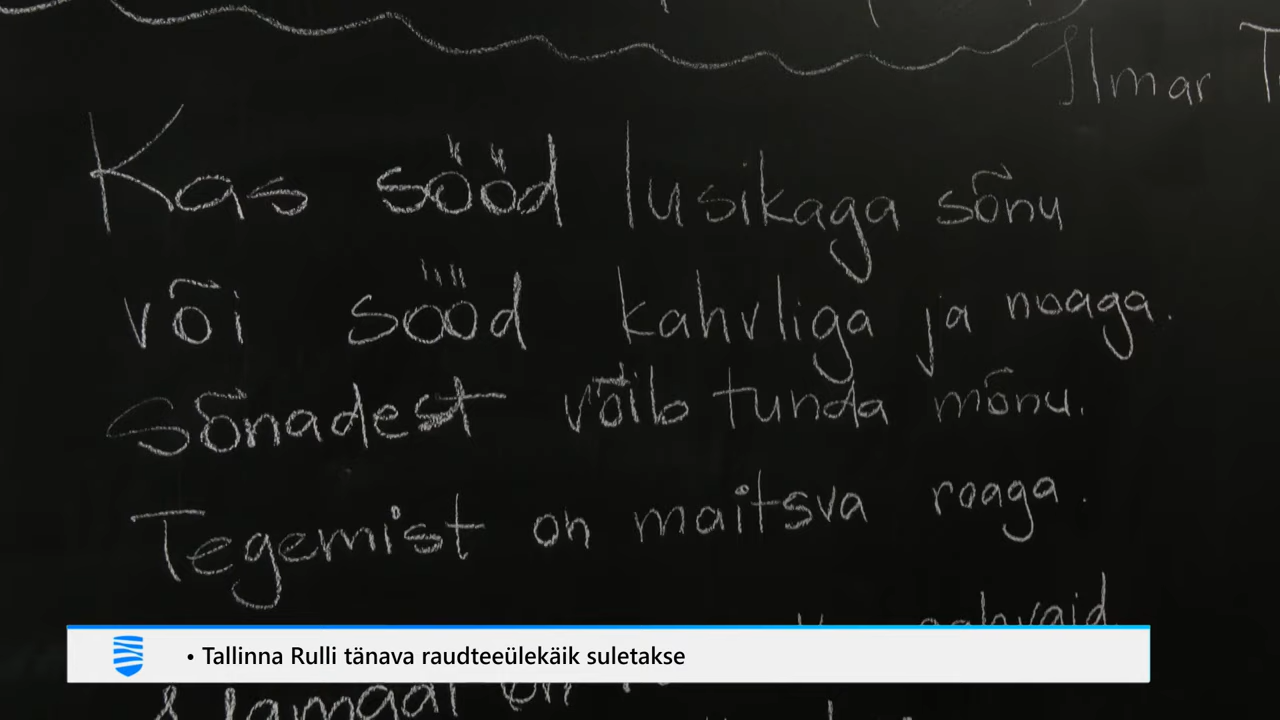 Ilmar
Kas sööd lusikaga sõnu
või sööd kahvliga ja noaga.
Sõnadest võib tunda mõnu.
Tegemist on maitsva roaga.
• Tallinna Rulli tänava raudteeülekäik suletakse